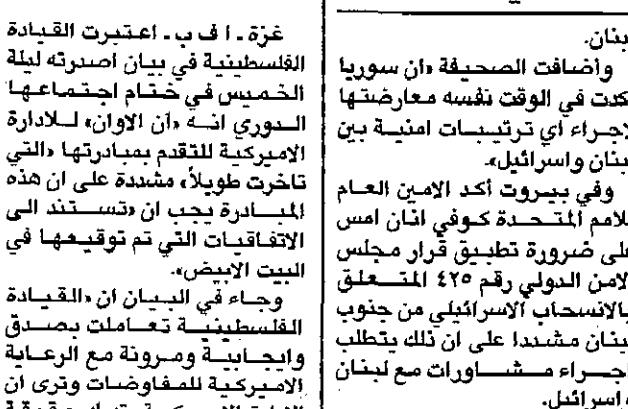 لبنان.
وأضافت الصحيفة «ان سوريا
اكدت في الوقت نفسه معارضتها
لاجراء اي ترتيبات امنية بين
لبنان واسرائيل».
وفي بيروت أكد الامين العام
للامم المتحدة كوفي انان امس
على ضرورة تطبيق قرار مجلس
الامن الدولي رقم ٤٢٥ المتعلق
بالانسحاب الاسرائيلي من جنوب
لبنان مشددا على ان ذلك يتطلب
اجراء مشاورات مع لبنان
واسرائيل.
غزة ـ ا ف ب ـ اعتبرت القيادة
الفلسطينية في بيان اصدرته ليلة
الخميس في ختام اجتماعها
الدوري انه «آن الاوان» للادارة
الاميركية للتقدم بمبادرتها «التي
تاخرت طويلاً» مشددة على ان هذه
المبادرة يجب ان «تستند الى
الاتفاقيات التي تم توقيعها في
البيت الابيض».
وجاء في البيان ان «القيادة
الفلسطينية تعاملت بصدق
وايجابية ومرونة مع الرعاية
الاميركية للمفاوضات وترى ان